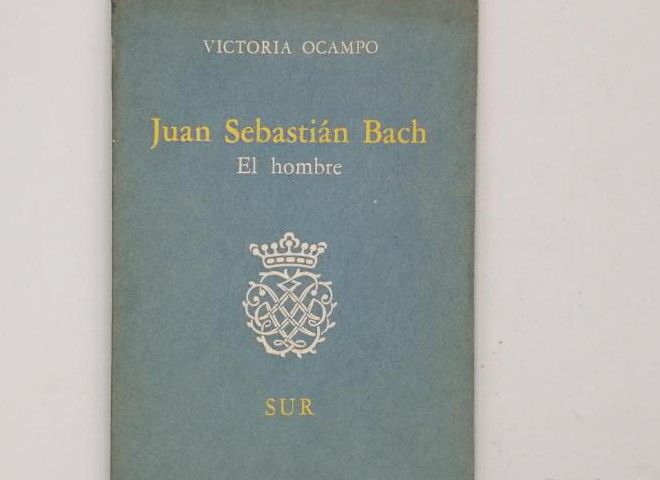 VICTORIA OCAMPO
Juan Sebastián Bach
El hombre
SUR